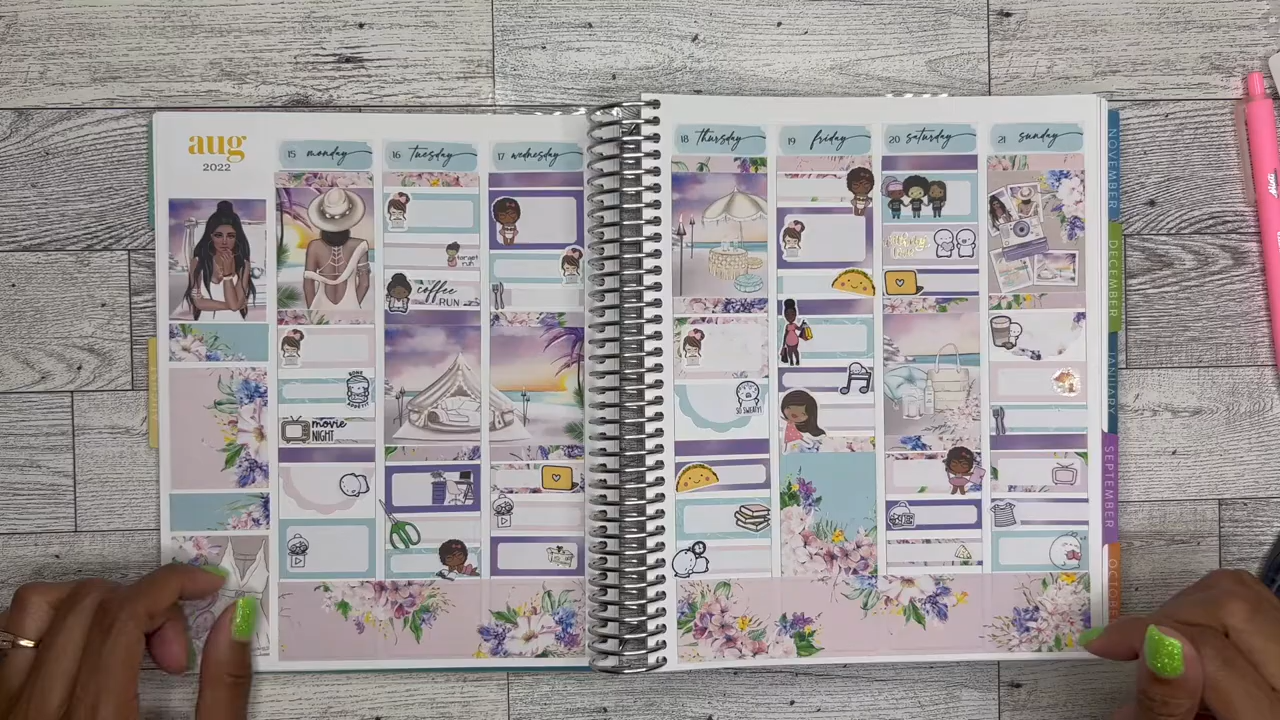 aug
2022
15 monday
16 tuesday
17 wednesday
18 thursday
19 friday
20 saturday
21 sunday
target
run
coffee
RUN
movie
NIGHT
SO SWEATY!
NOVEMBER
DECEMBER
JANUARY
AUGUST
SEPTEMBER
OCTOBER